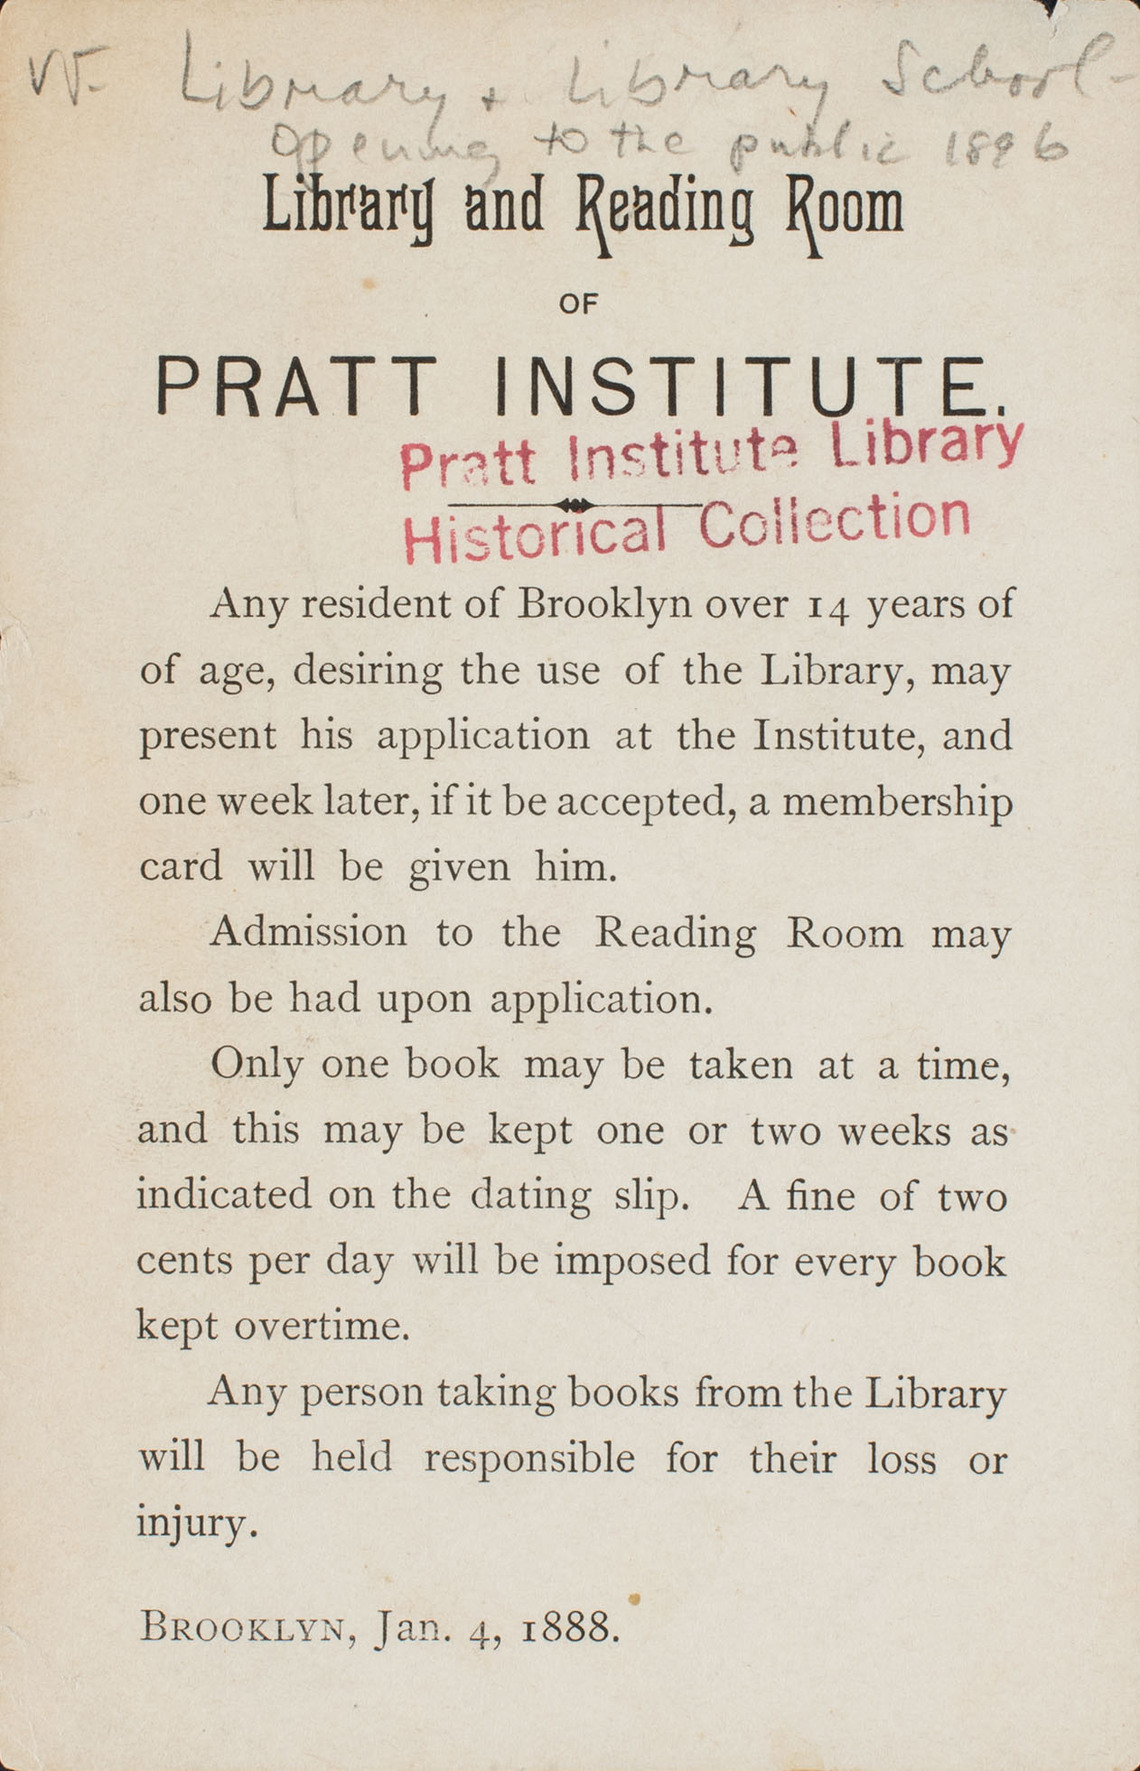 VF. Library + Library School -
Opening to the public 1896
Library and Reading Room
OF
PRATT INSTITUTE.
Pratt Institute Library
Historical Collection
Any resident of Brooklyn over 14 years of
of age, desiring the use of the Library, may
present his application at the Institute, and
one week later, if it be accepted, a membership
card will be given him.
Admission to the Reading Room may
also be had upon application.
Only one book may be taken at a time,
and this may be kept one or two weeks as
indicated on the dating slip. A fine of two
cents per day will be imposed for every book
kept overtime.
Any person taking books from the Library
will be held responsible for their loss or
injury.
BROOKLYN, Jan. 4, 1888.